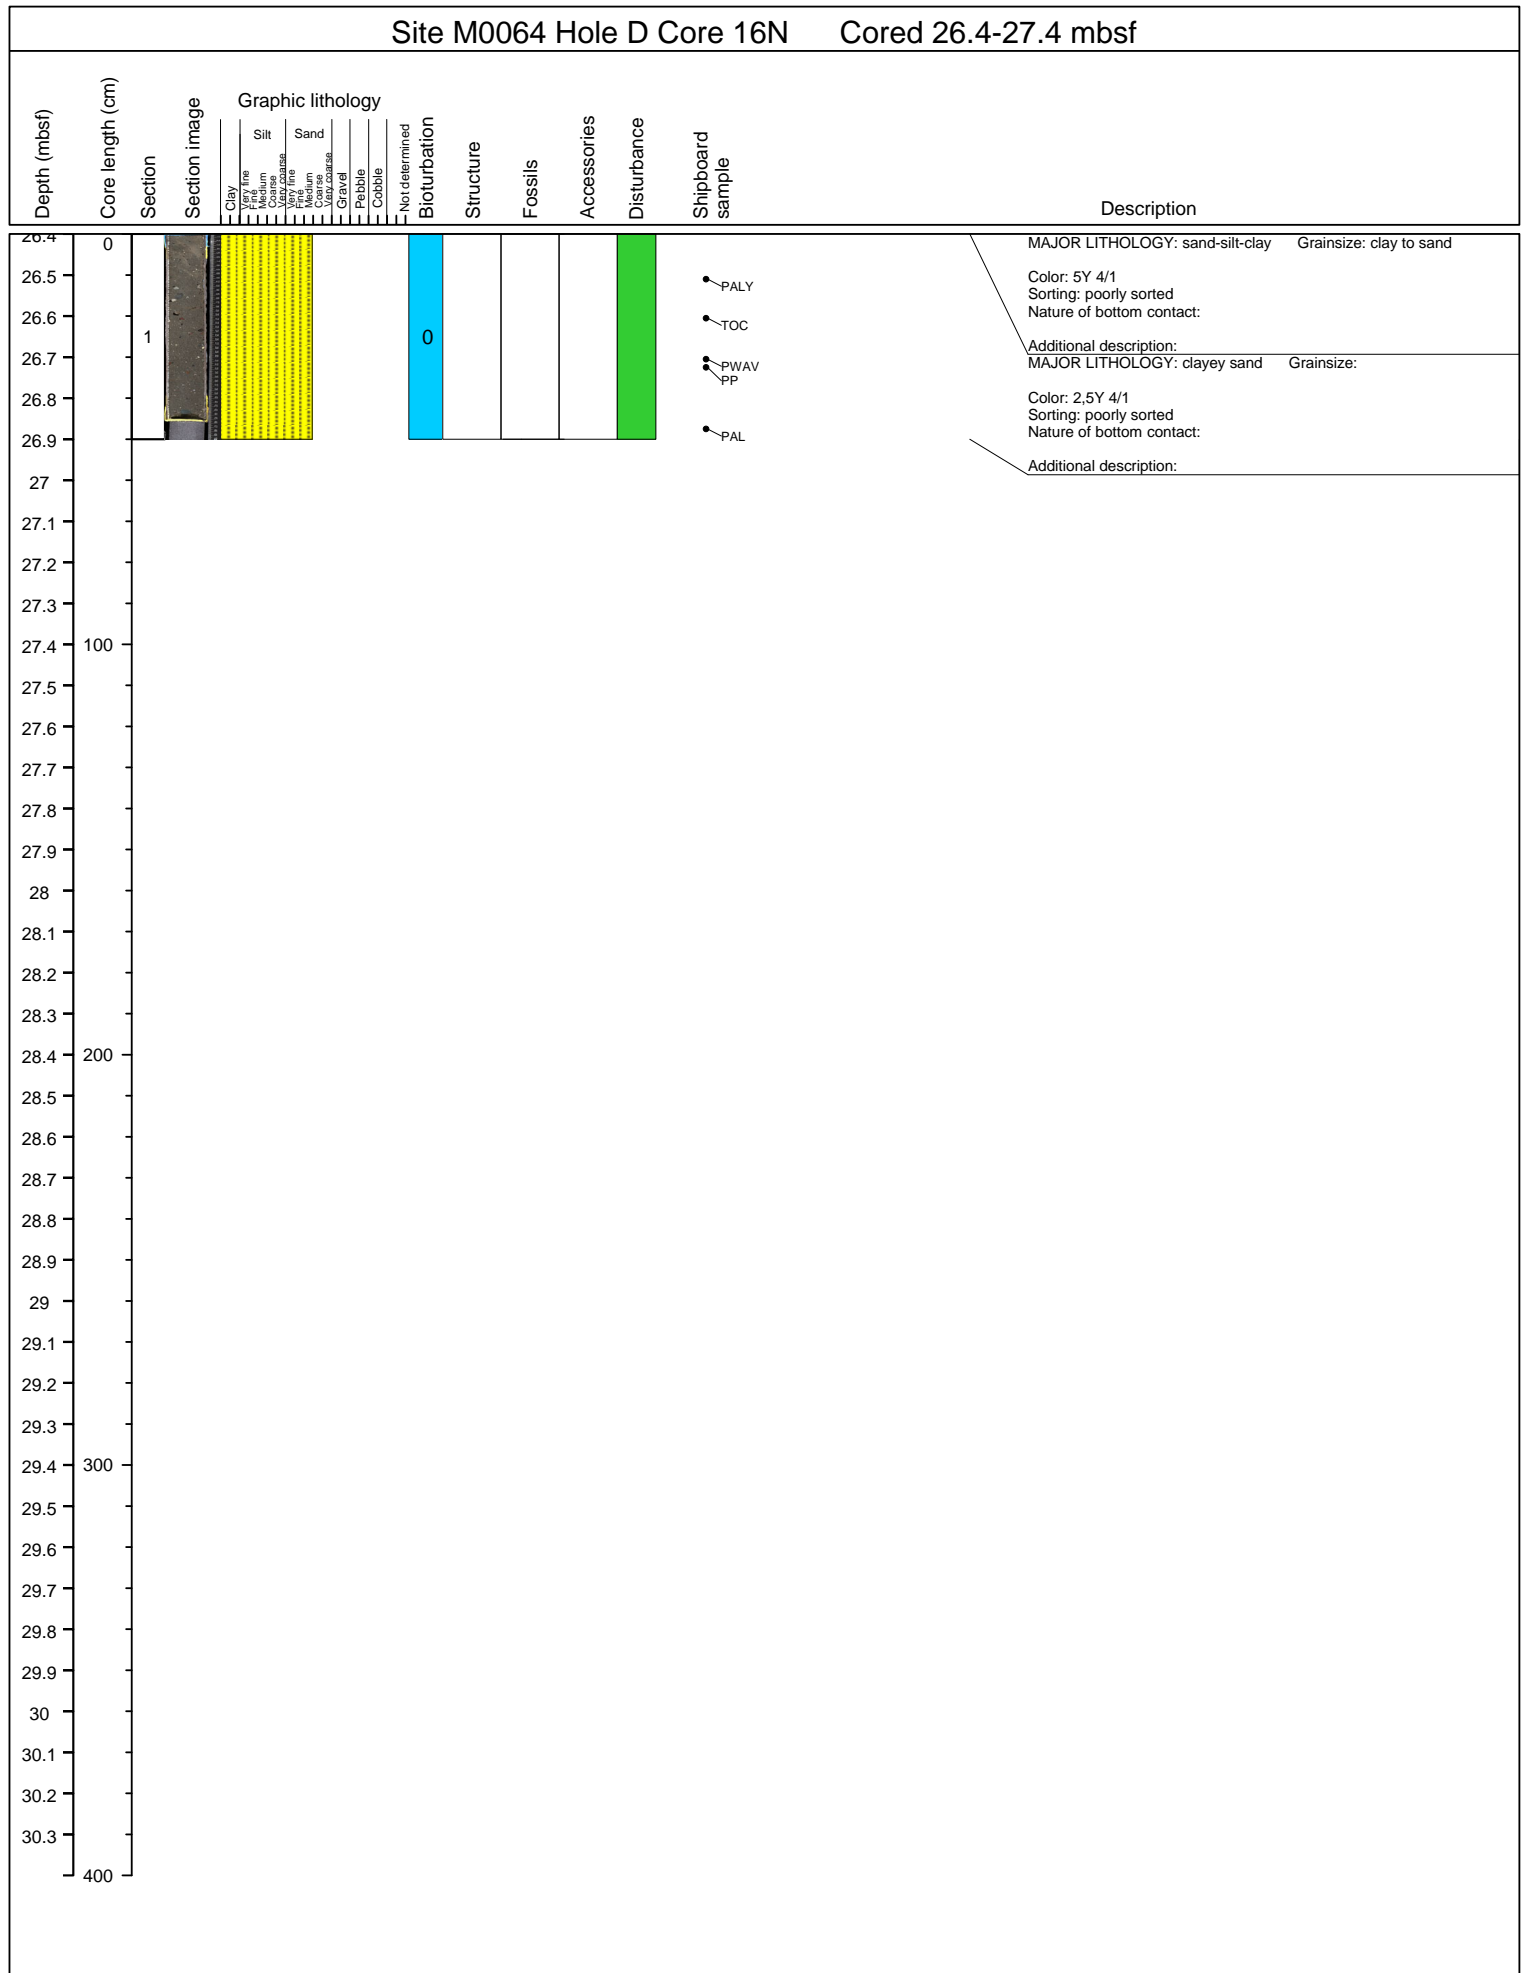 Site M0064 Hole D Core 16N Cored 26.4-27.4 mbsf
Depth (mbsf)
Core length (cm)
Section
Section image
Graphic lithology
Clay
Silt
Very fine
Fine
Medium
Coarse
Very coarse
Sand
Very fine
Fine
Medium
Coarse
Very coarse
Gravel
Pebble
Cobble
Not determined
Bioturbation
Structure
Fossils
Accessories
Disturbance
Shipboard
sample
Description
26.4
26.5
26.6
26.7
26.8
26.9
27
27.1
27.2
27.3
27.4
27.5
27.6
27.7
27.8
27.9
28
28.1
28.2
28.3
28.4
28.5
28.6
28.7
28.8
28.9
29
29.1
29.2
29.3
29.4
29.5
29.6
29.7
29.8
29.9
30
30.1
30.2
30.3
0
100
200
300
400
1
0
PALY
TOC
PWAV
PP
PAL
MAJOR LITHOLOGY: sand-silt-clay Grainsize: clay to sand
Color: 5Y 4/1
Sorting: poorly sorted
Nature of bottom contact:
Additional description:
MAJOR LITHOLOGY: clayey sand Grainsize:
Color: 2,5Y 4/1
Sorting: poorly sorted
Nature of bottom contact:
Additional description: